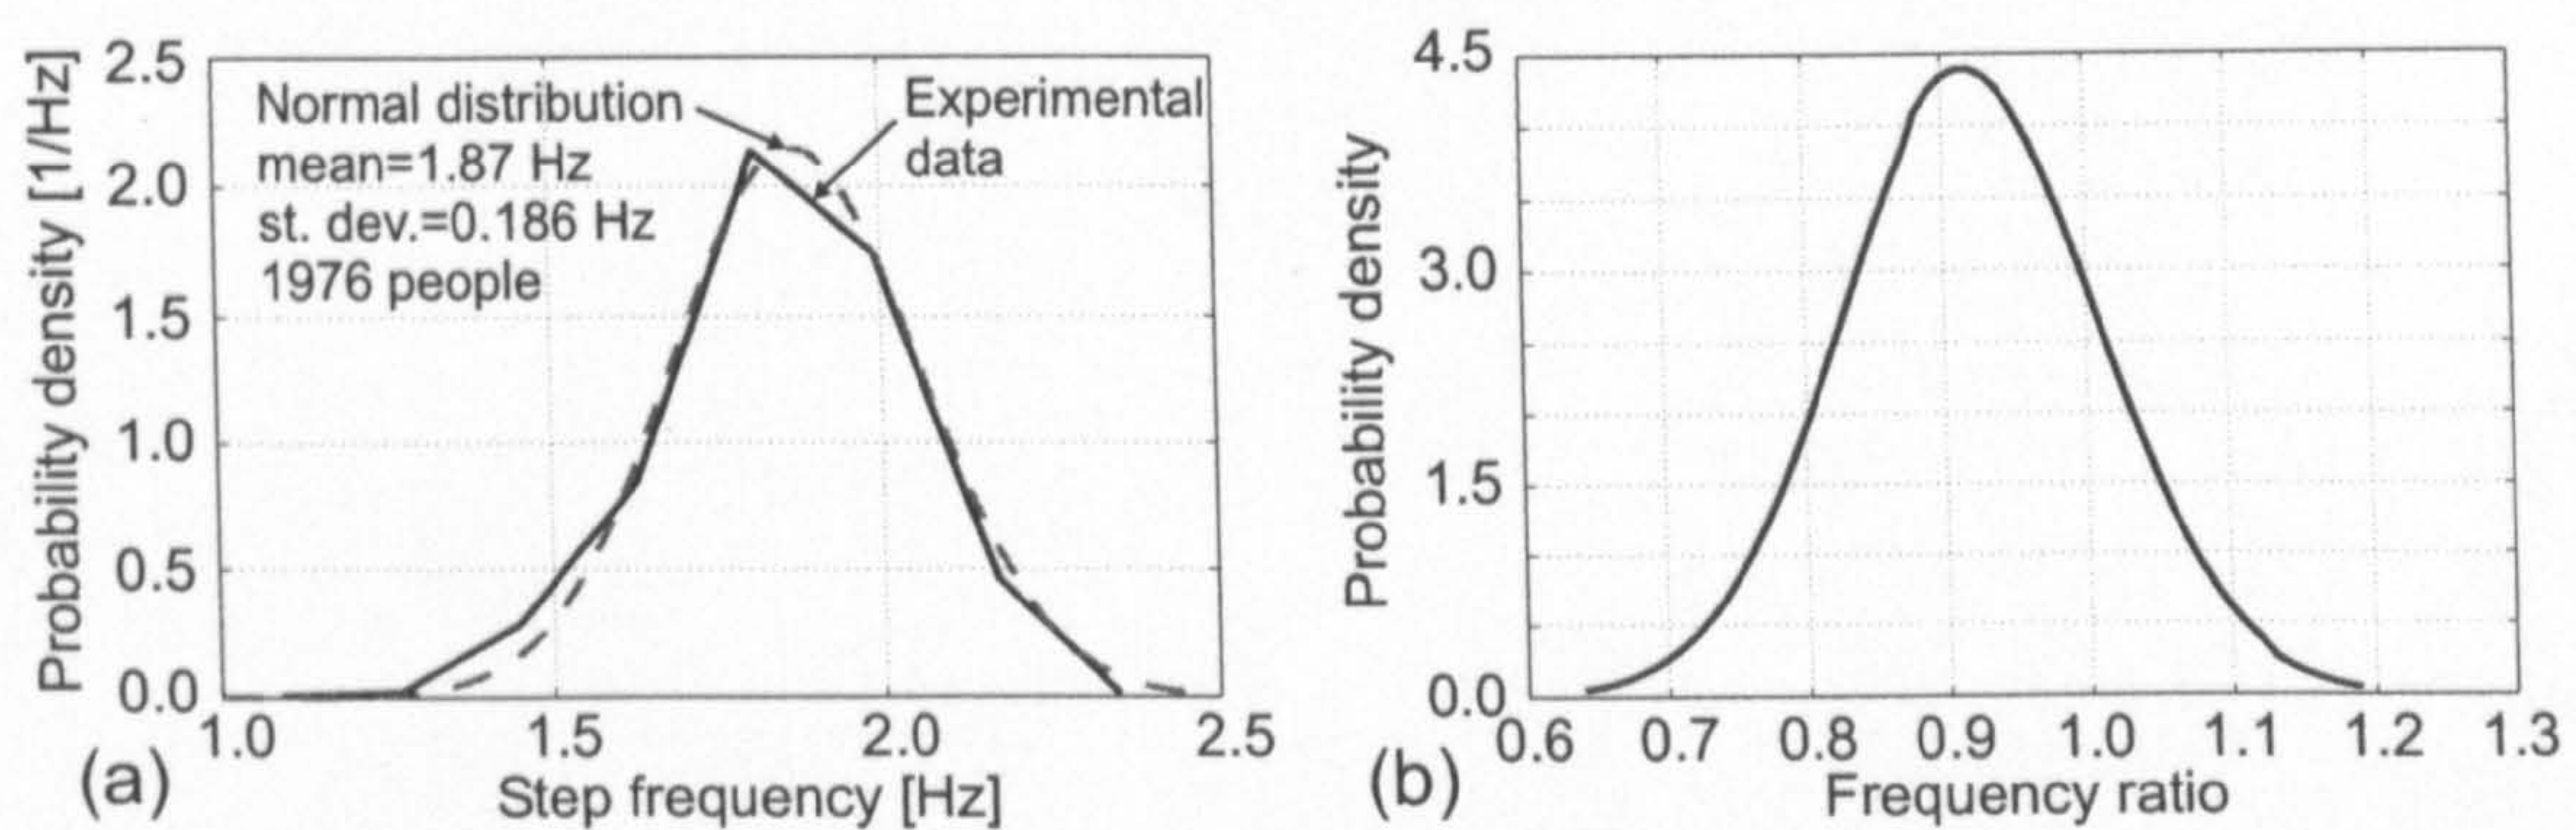 Probability density [1/Hz]
2.5
2.0
1.5
1.0
0.5
0.0
Normal distribution
mean=1.87 Hz
st. dev.=0.186 Hz
1976 people
Experimental
data
1.0 1.5 2.0 2.5
Step frequency [Hz]
(a)
Probability density
4.5
3.0
1.5
0.0
0.6 0.7 0.8 0.9 1.0 1.1 1.2 1.3
Frequency ratio
(b)